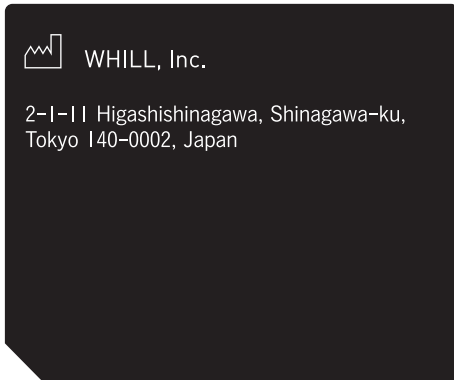 WHILL, Inc.
2-1-11 Higashishinagawa, Shinagawa-ku,
Tokyo 140-0002, Japan